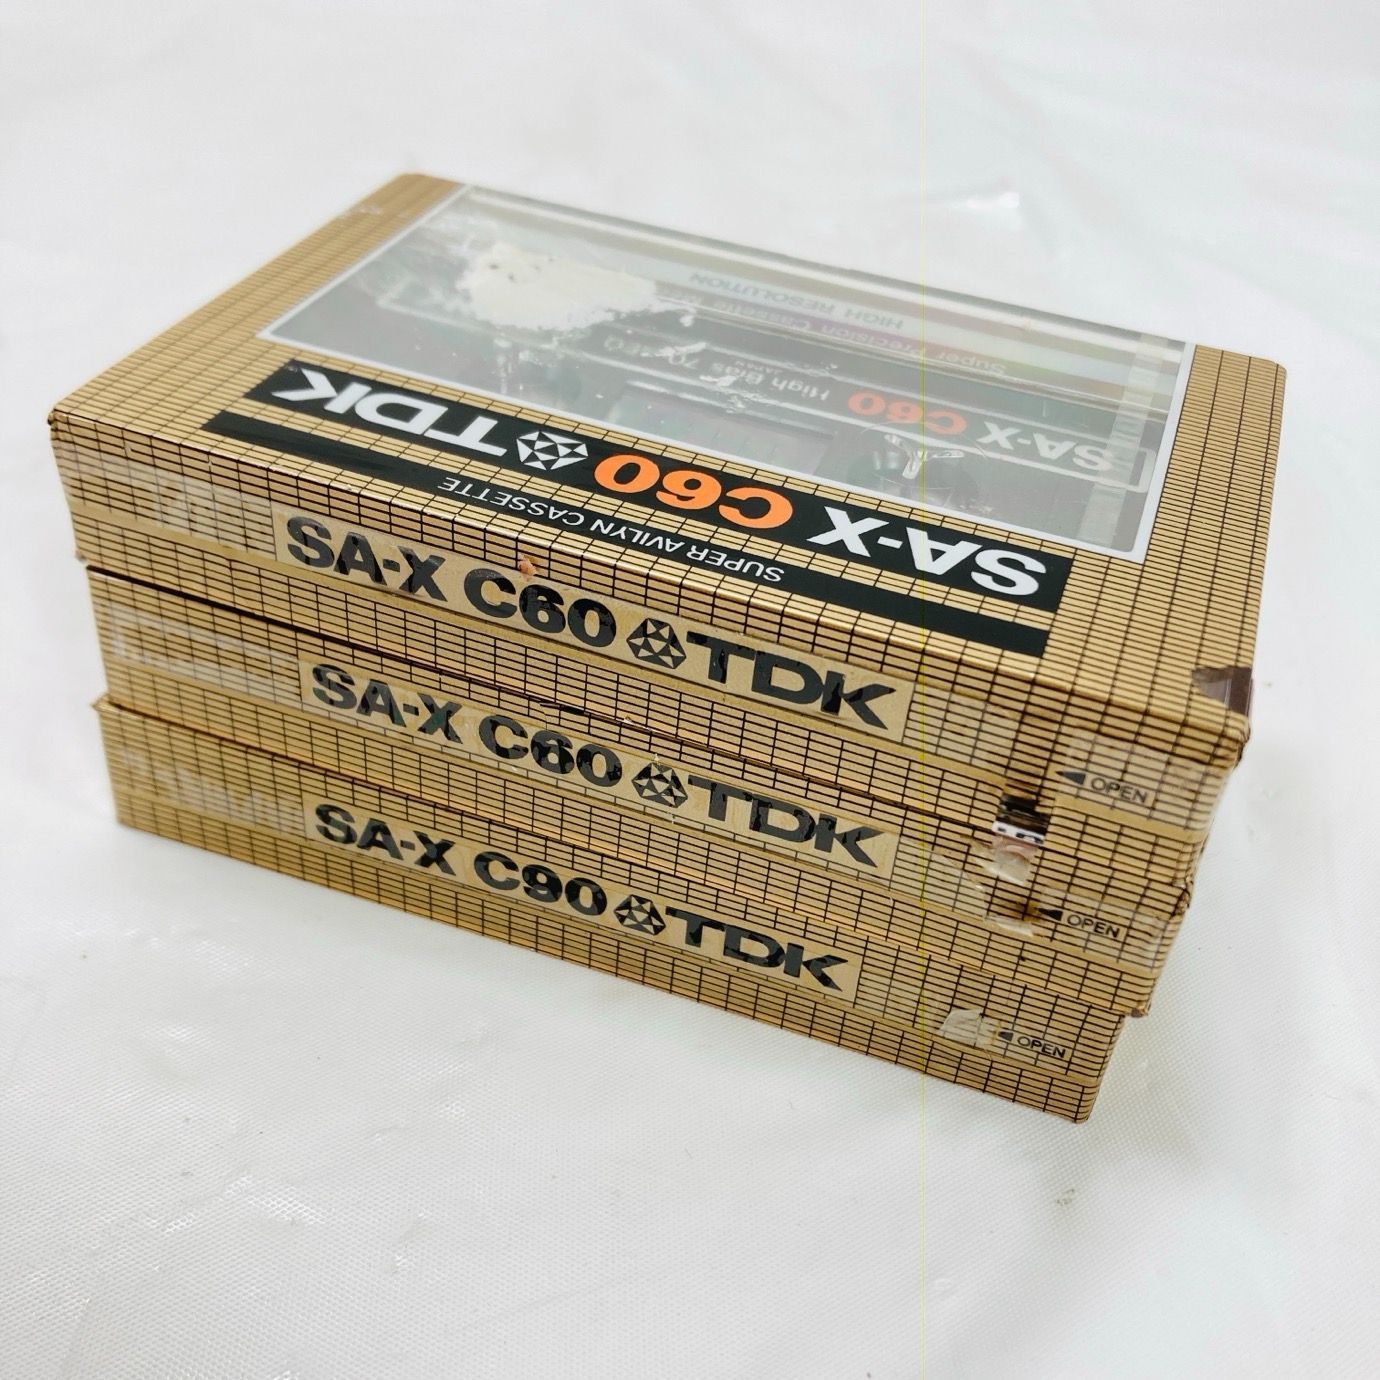 HIGH RESOLUTION
Super Precision Cassette
SA-X C60 High Bias
JAPAN
SA-X C60 TDK
SUPER AVILYN CASSETTE
SA-X C60 TDK
OPEN
SA-X C60 TDK
OPEN
SA-X C90 TDK
OPEN